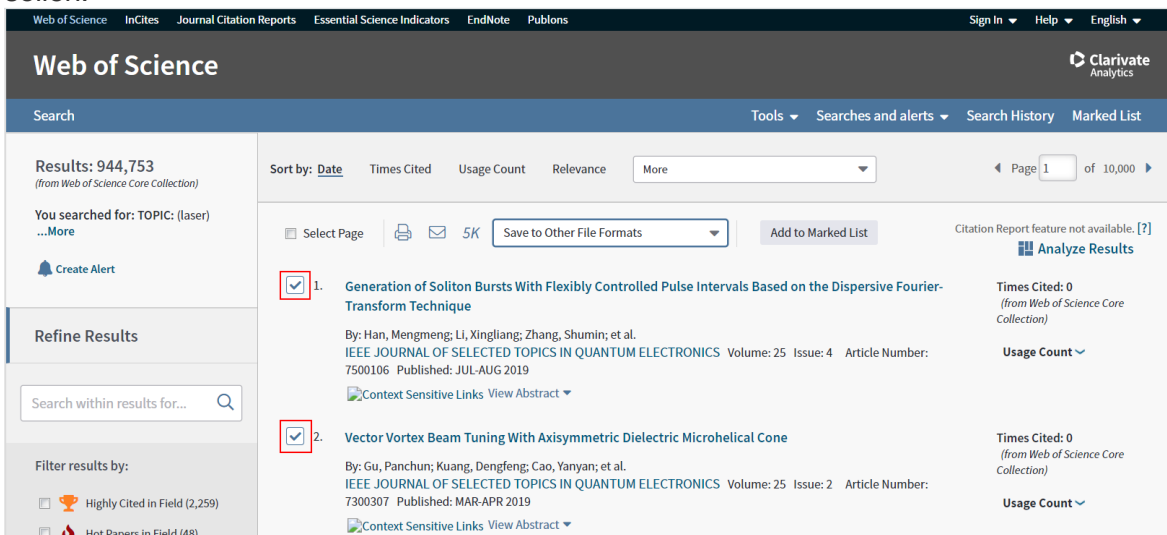 Web of Science InCites Journal Citation Reports Essential Science Indicators EndNote Publons Sign In Help English
Web of Science
Clarivate
Analytics
Search Tools Searches and alerts Search History Marked List
Results: 944,753
(from Web of Science Core Collection)
You searched for: TOPIC: (laser)
...More
Create Alert
Sort by: Date Times Cited Usage Count Relevance More Page 1 of 10,000
Select Page 5K Save to Other File Formats Add to Marked List
Citation Report feature not available. [?]
Analyze Results
1. Generation of Soliton Bursts With Flexibly Controlled Pulse Intervals Based on the Dispersive Fourier-
Transform Technique
By: Han, Mengmeng; Li, Xingliang; Zhang, Shumin; et al.
IEEE JOURNAL OF SELECTED TOPICS IN QUANTUM ELECTRONICS Volume: 25 Issue: 4 Article Number:
7500106 Published: JUL-AUG 2019
Context Sensitive Links View Abstract
Times Cited: 0
(from Web of Science Core
Collection)
Usage Count
Refine Results
Search within results for...
Filter results by:
Highly Cited in Field (2,259)
Hot Papers in Field (48)
2. Vector Vortex Beam Tuning With Axisymmetric Dielectric Microhelical Cone
By: Gu, Panchun; Kuang, Dengfeng; Cao, Yanyan; et al.
IEEE JOURNAL OF SELECTED TOPICS IN QUANTUM ELECTRONICS Volume: 25 Issue: 2 Article Number:
7300307 Published: MAR-APR 2019
Context Sensitive Links View Abstract
Times Cited: 0
(from Web of Science Core
Collection)
Usage Count